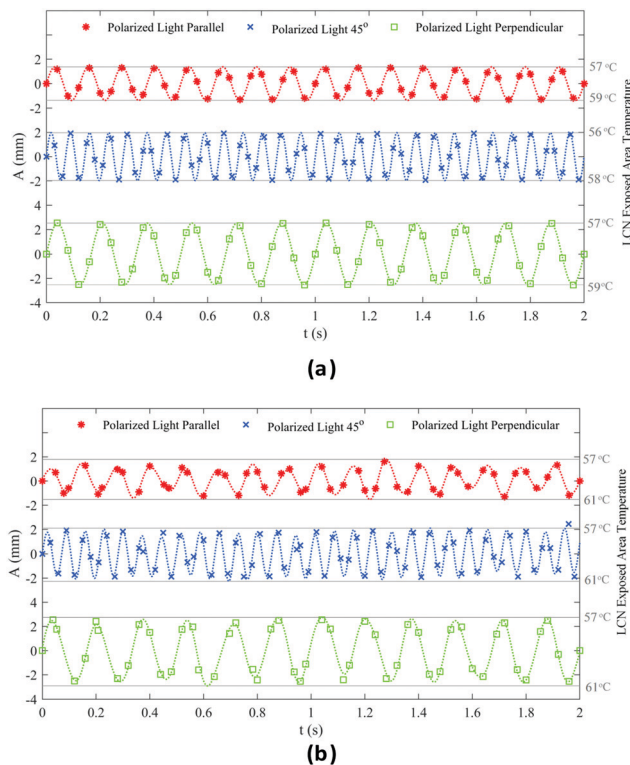 Polarized Light Parallel Polarized Light 45° Polarized Light Perpendicular
2
0
-2
2
0
-2
4
2
0
-2
-4
A (mm)
57°C
59°C
56°C
58°C
57°C
59°C
LCN Exposed Area Temperature
0 0.2 0.4 0.6 0.8 1 1.2 1.4 1.6 1.8 2
t (s)
(a)
Polarized Light Parallel Polarized Light 45° Polarized Light Perpendicular
2
0
-2
2
0
-2
4
2
0
-2
-4
A (mm)
57°C
61°C
57°C
61°C
57°C
61°C
LCN Exposed Area Temperature
0 0.2 0.4 0.6 0.8 1 1.2 1.4 1.6 1.8 2
t (s)
(b)